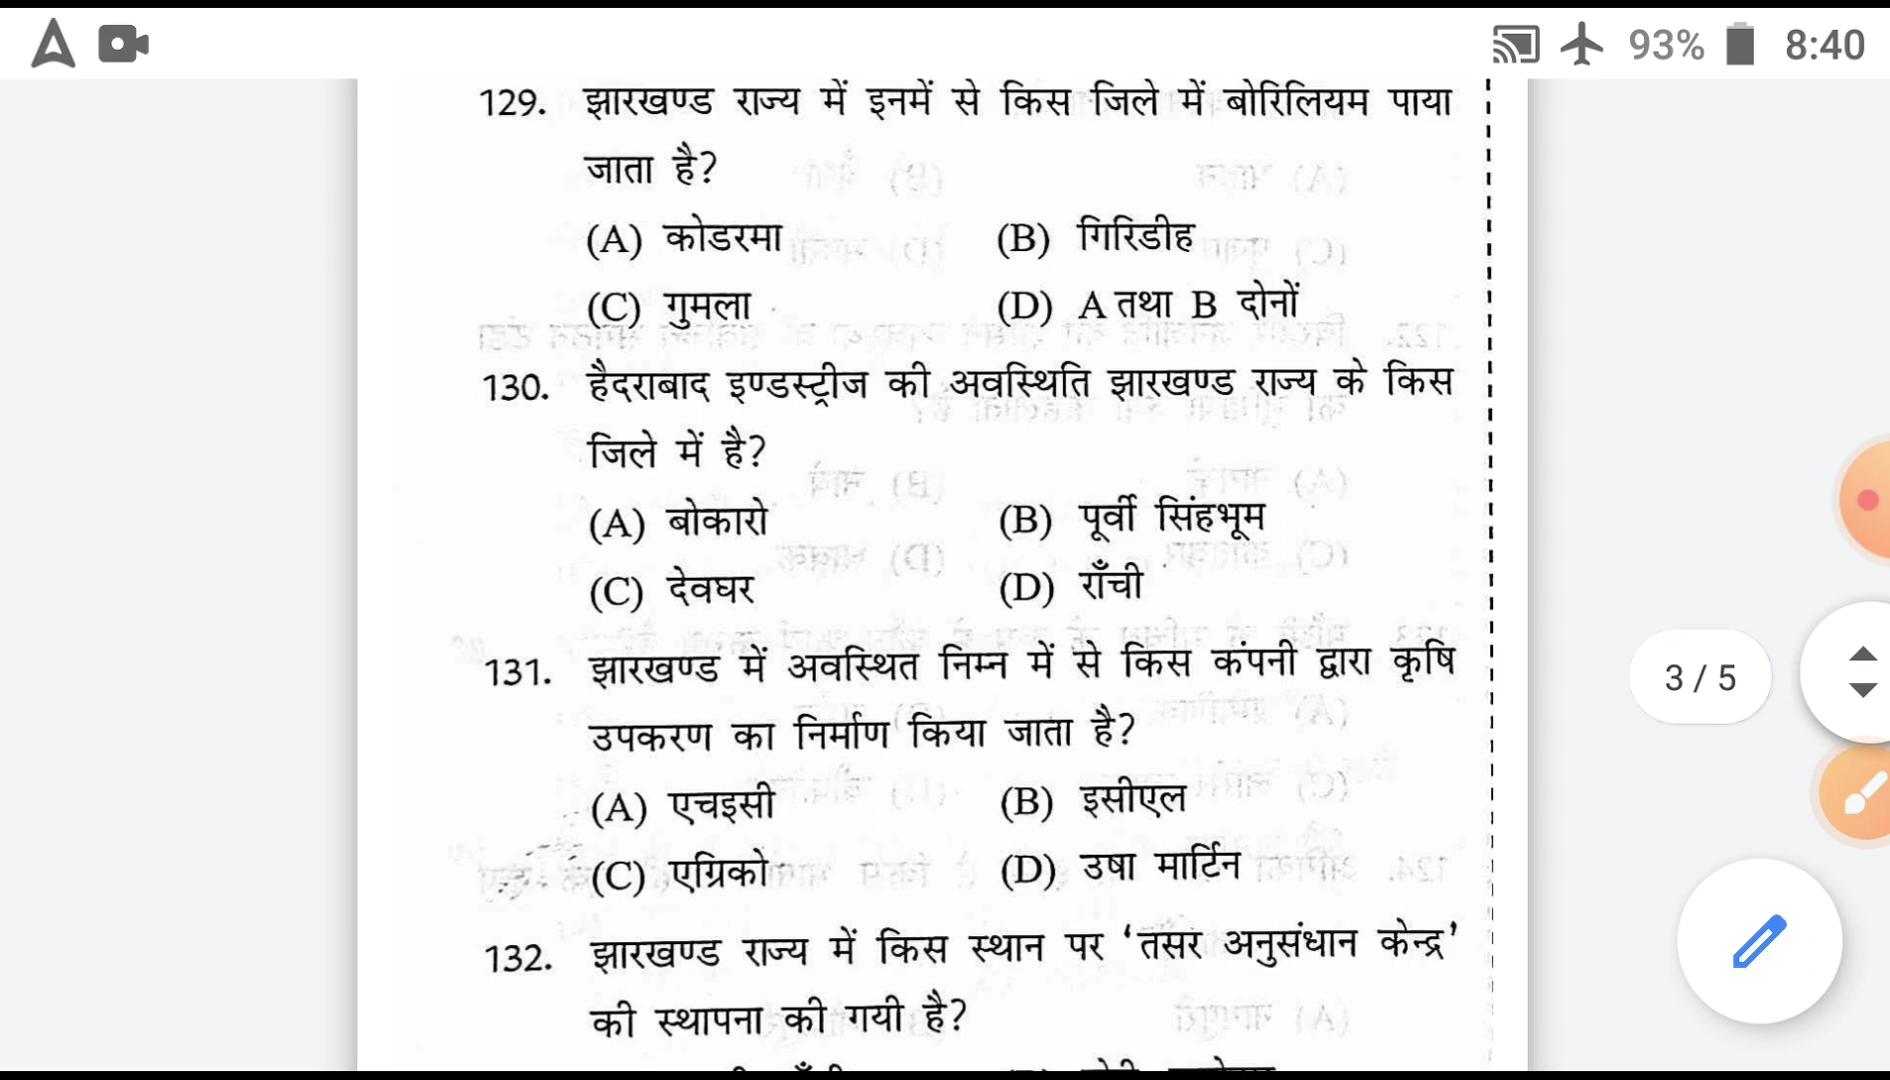 93% 8:40
129. झारखण्ड राज्य में इनमें से किस जिले में बोरिलियम पाया
जाता है?
(A) कोडरमा (B) गिरिडीह
(C) गुमला (D) A तथा B दोनों
130. हैदराबाद इण्डस्ट्रीज की अवस्थिति झारखण्ड राज्य के किस
जिले में है?
(A) बोकारो (B) पूर्वी सिंहभूम
(C) देवघर (D) राँची
131. झारखण्ड में अवस्थित निम्न में से किस कंपनी द्वारा कृषि
उपकरण का निर्माण किया जाता है?
(A) एचइसी (B) इसीएल
(C) एग्रिको (D) उषा मार्टिन
3 / 5
132. झारखण्ड राज्य में किस स्थान पर ‘तसर अनुसंधान केन्द्र’
की स्थापना की गयी है?